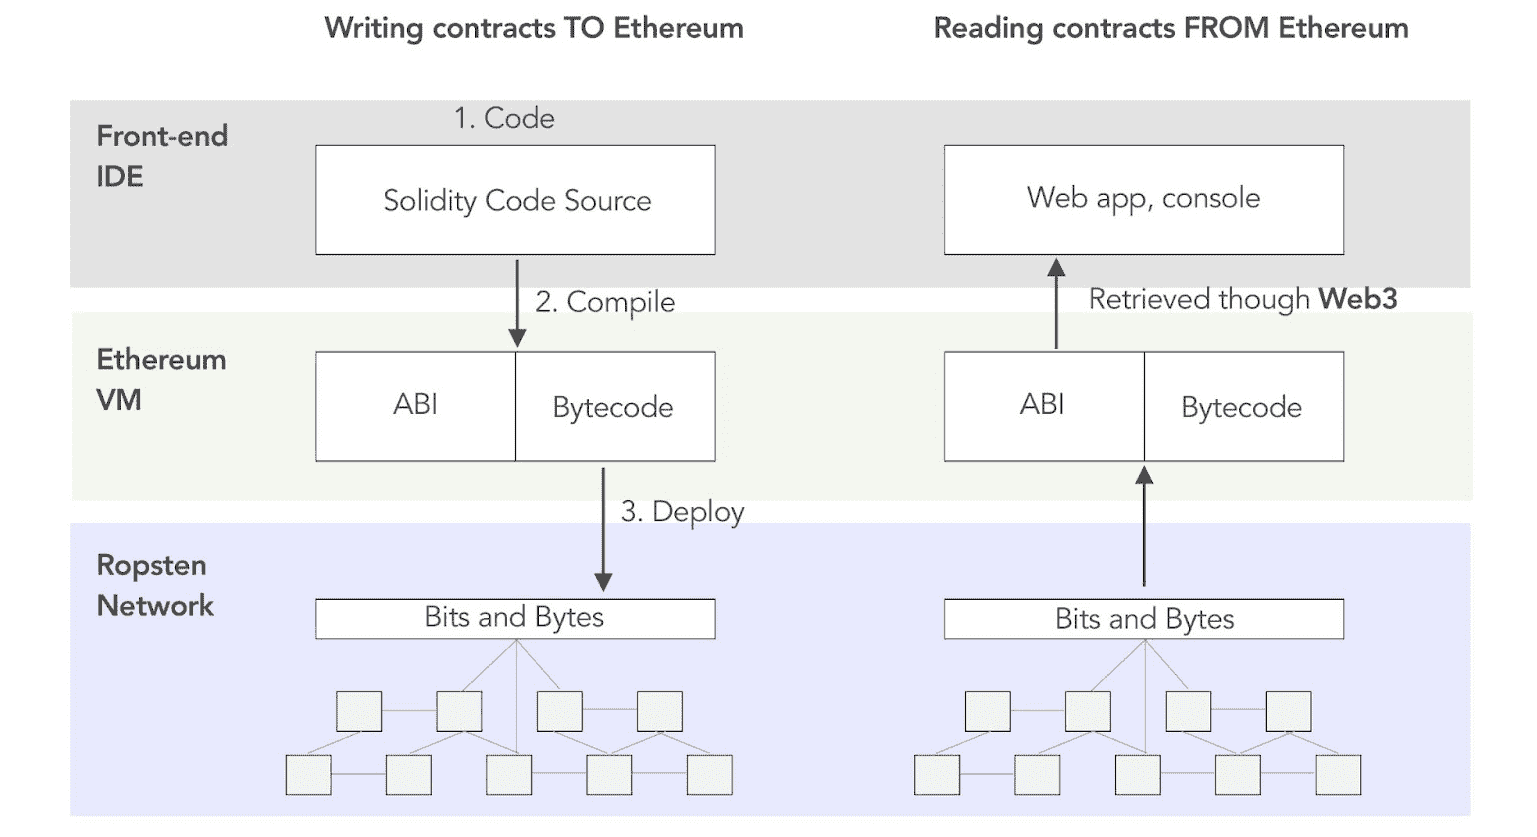 Writing contracts TO Ethereum
Reading contracts FROM Ethereum
Front-end
IDE
1. Code
Solidity Code Source
Web app, console
2. Compile
Retrieved though Web3
Ethereum
VM
ABI
Bytecode
ABI
Bytecode
3. Deploy
Ropsten
Network
Bits and Bytes
Bits and Bytes